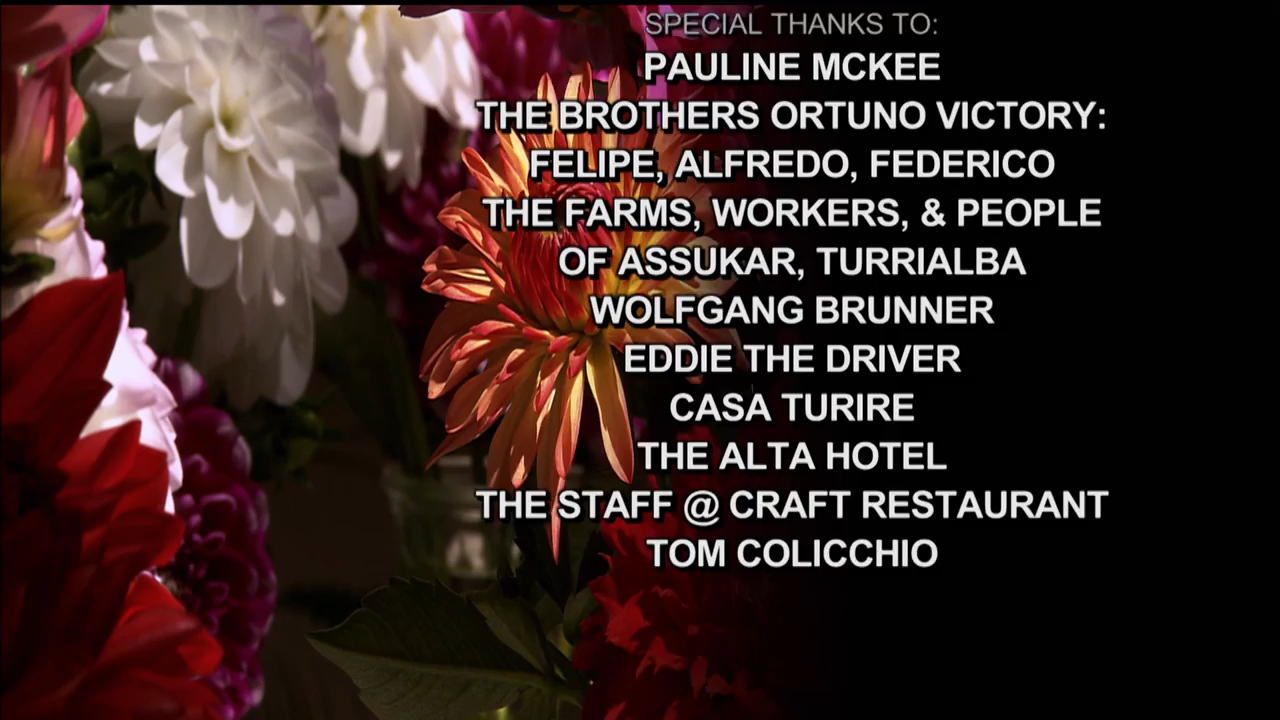 SPECIAL THANKS TO:
PAULINE MCKEE
THE BROTHERS ORTUNO VICTORY:
FELIPE, ALFREDO, FEDERICO
THE FARMS, WORKERS, & PEOPLE
OF ASSUKAR, TURRIALBA
WOLFGANG BRUNNER
EDDIE THE DRIVER
CASA TURIRE
THE ALTA HOTEL
THE STAFF @ CRAFT RESTAURANT
TOM COLICCHIO